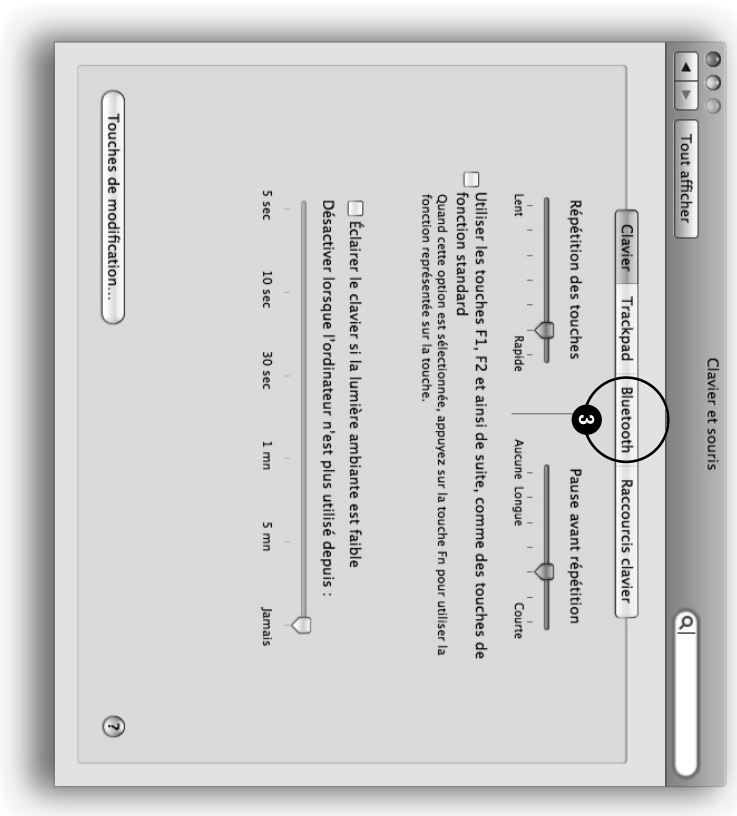 Clavier et souris
Tout afficher
Clavier Trackpad Bluetooth Raccourcis clavier
3
Répétition des touches Pause avant répétition
Lent Rapide Aucune Longue Courte
Utiliser les touches F1, F2 et ainsi de suite, comme des touches de
fonction standard
Quand cette option est sélectionnée, appuyez sur la touche Fn pour utiliser la
fonction représentée sur la touche.
Éclairer le clavier si la lumière ambiante est faible
Désactiver lorsque l'ordinateur n'est plus utilisé depuis :
5 sec 10 sec 30 sec 1 mn 5 mn Jamais
Touches de modification... ?